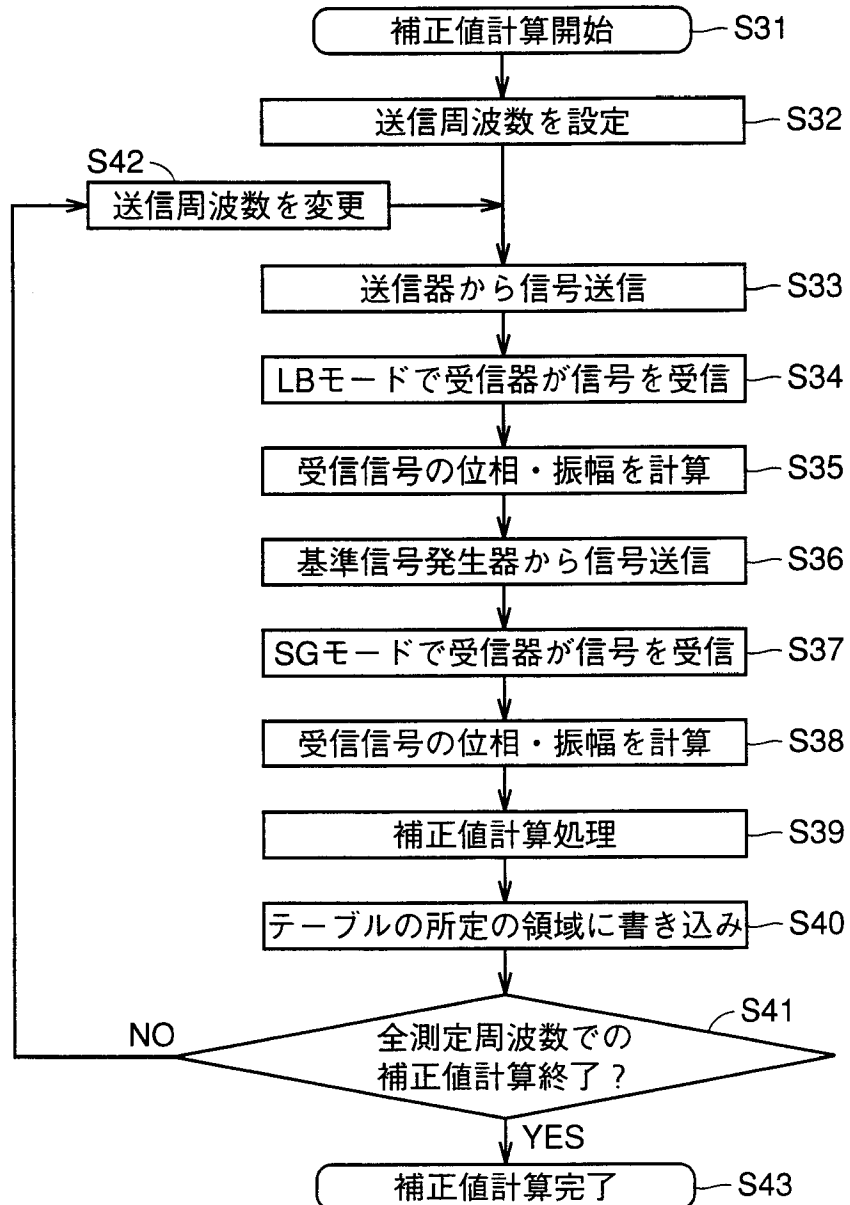 補正値計算開始 S31
送信周波数を設定 S32
S42
送信周波数を変更
送信器から信号送信 S33
LBモードで受信器が信号を受信 S34
受信信号の位相・振幅を計算 S35
基準信号発生器から信号送信 S36
SGモードで受信器が信号を受信 S37
受信信号の位相・振幅を計算 S38
補正値計算処理 S39
テーブルの所定の領域に書き込み S40
S41
NO
全測定周波数での
補正値計算終了?
YES
補正値計算完了 S43